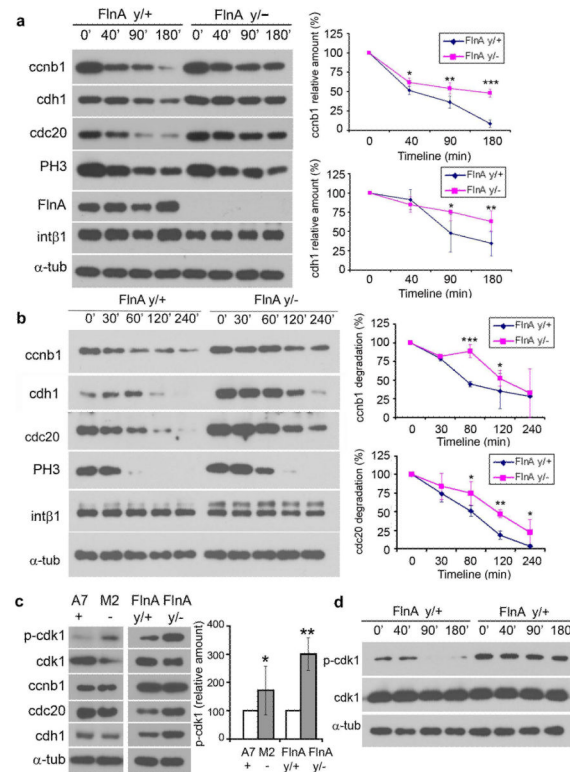 a
FlnA y/+ FlnA y/–
0' 40' 90' 180' 0' 40' 90' 180'
ccnb1
cdh1
cdc20
PH3
FlnA
intβ1
α-tub
ccnb1 relative amount (%)
100
75
50
25
0
FlnA y/+
FlnA y/-
* ** ***
0 40 90 180
Timeline (min)
cdh1 relative amount (%)
125
100
75
50
25
0
FlnA y/+
FlnA y/-
* **
0 40 90 180
Timeline (min)
b
FlnA y/+ FlnA y/-
0' 30' 60' 120' 240' 0' 30' 60' 120' 240'
ccnb1
cdh1
cdc20
PH3
intβ1
α-tub
ccnb1 degradation (%)
100
75
50
25
0
FlnA y/+
FlnA y/-
*** *
0 30 80 120 240
Timeline (min)
cdc20 degradation (%)
125
100
75
50
25
0
FlnA y/+
FlnA y/-
* ** *
0 30 80 120 240
Timeline (min)
c
A7 M2 FlnA FlnA
+ - y/+ y/-
p-cdk1
cdk1
ccnb1
cdc20
cdh1
α-tub
p-cdk1 (relative amount)
400
300
200
100
0
* **
A7 M2 FlnA FlnA
+ - y/+ y/-
d
FlnA y/+ FlnA y/+
0' 40' 90' 180' 0' 40' 90' 180'
p-cdk1
cdk1
α-tub